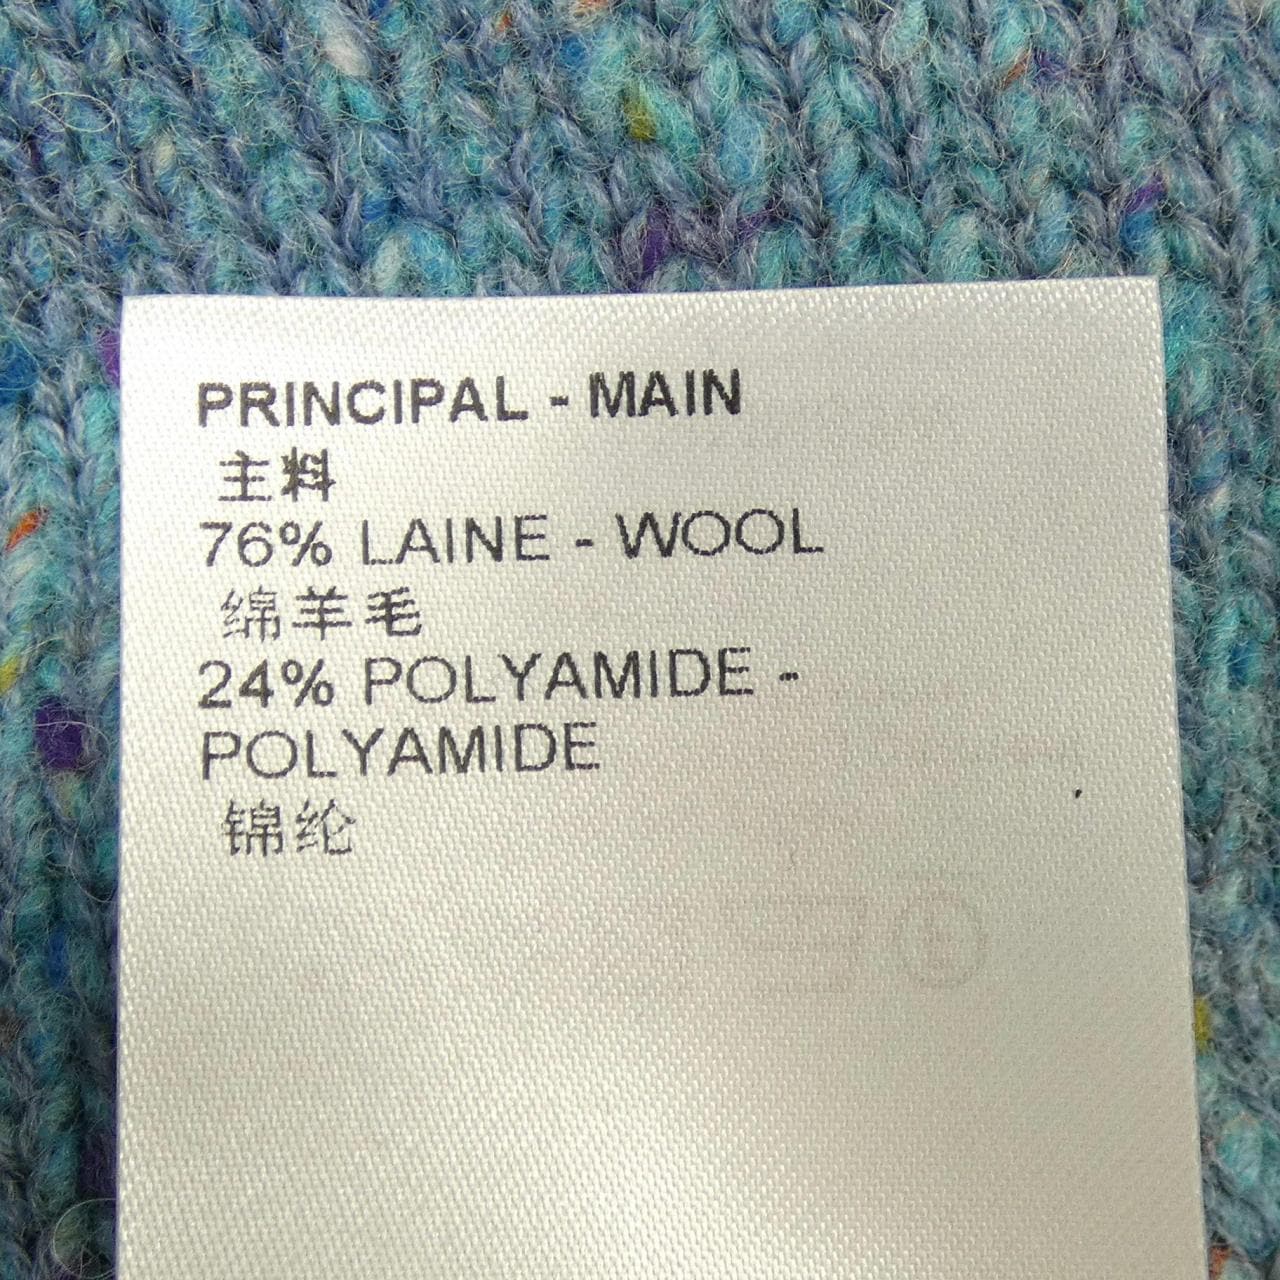 PRINCIPAL - MAIN
主料
76% LAINE - WOOL
绵羊毛
24% POLYAMIDE -
POLYAMIDE
锦纶